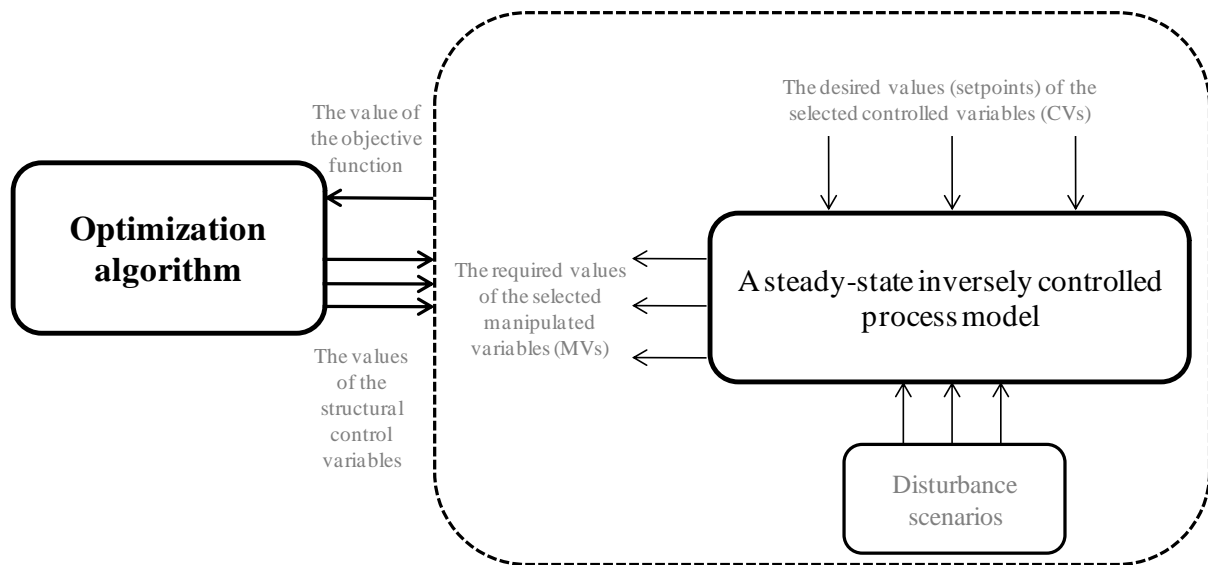 The value of
the objective
function
Optimization
algorithm
The values
of the
structural
control
variables
The desired values (setpoints) of the
selected controlled variables (CVs)
The required values
of the selected
manipulated
variables (MVs)
A steady-state inversely controlled
process model
Disturbance
scenarios